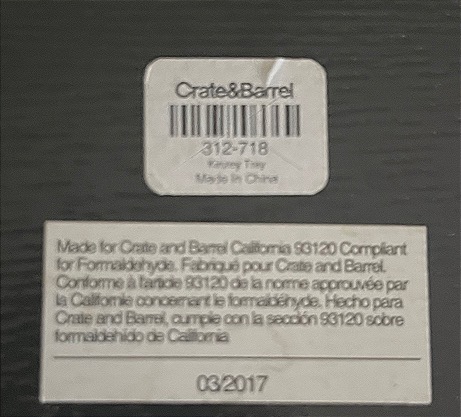 Crate&Barrel
312-718
Kearey Tray
Made in China
Made for Crate and Barrel California 93120 Compliant
for Formaldehyde. Fabriqué pour Crate and Barrel.
Conforme à l'article 93120 de la norme approuvée par
la Californie concernant le formaldéhyde. Hecho para
Crate and Barrel, cumple con la sección 93120 sobre
formaldehído de California
03/2017